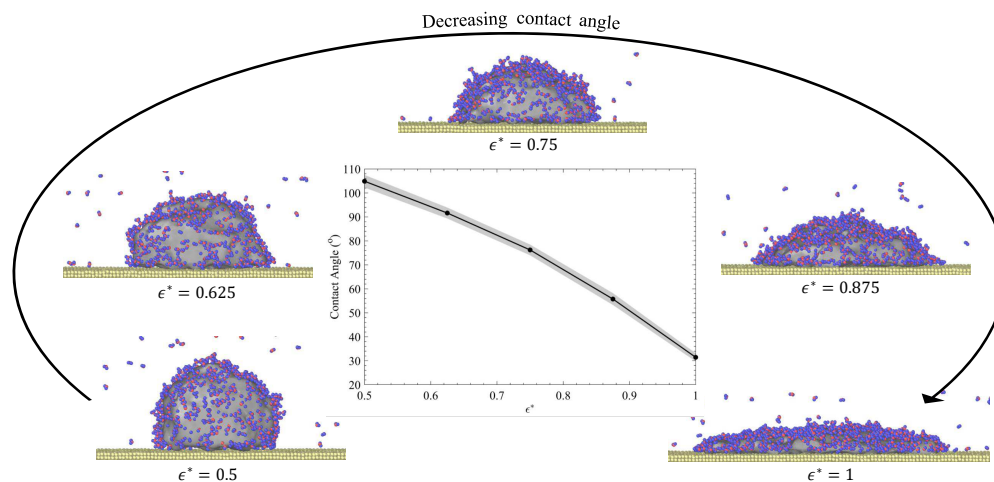 Decreasing contact angle
ϵ* = 0.75
110
100
90
80
70
60
50
40
30
20
Contact Angle (°)
0.5
0.6
0.7
0.8
0.9
1
ϵ*
ϵ* = 0.625
ϵ* = 0.875
ϵ* = 0.5
ϵ* = 1